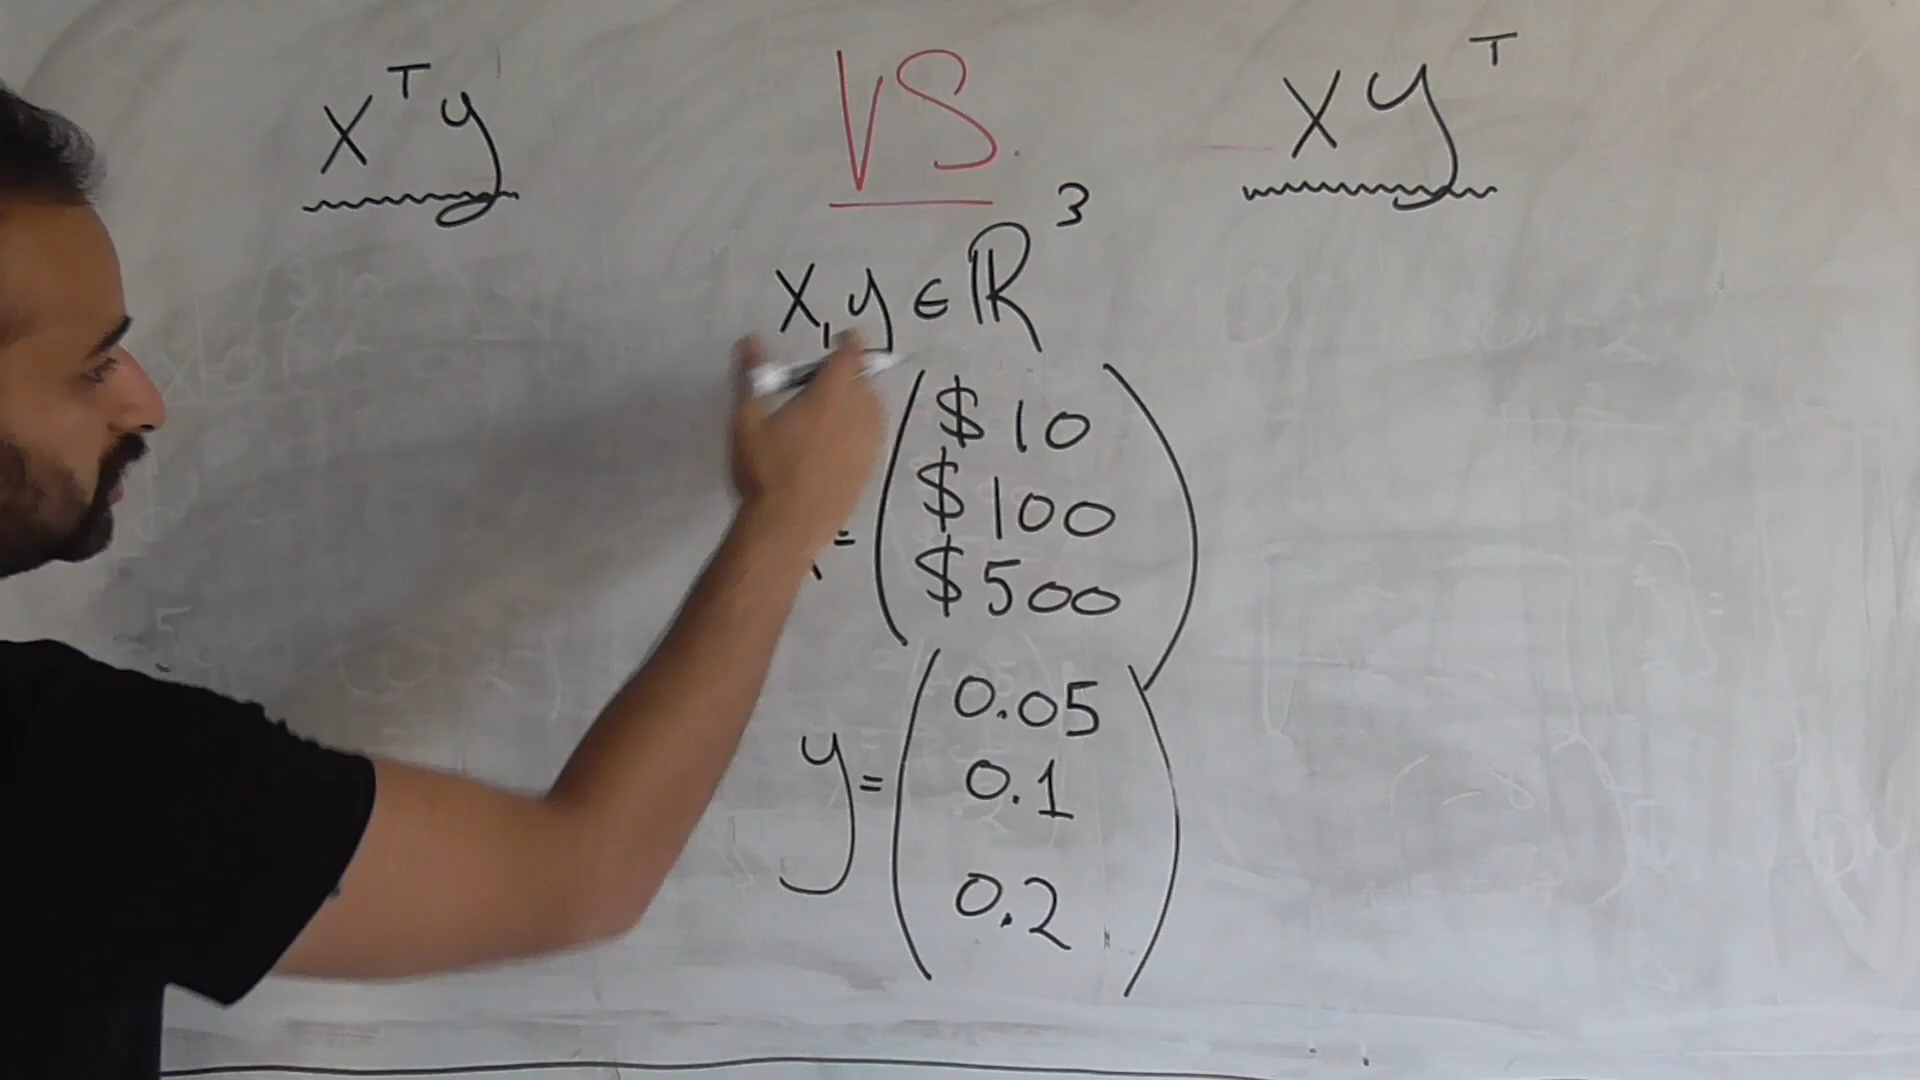 xᵀy VS. xyᵀ
x, y ∈ ℝ³
= ( $10
$100
$500 )
y = ( 0.05
0.1
0.2 )